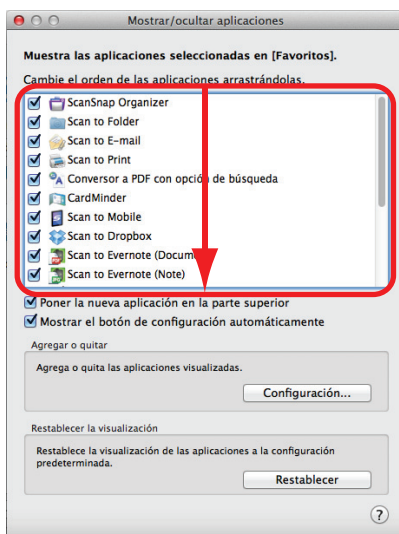 Mostrar/ocultar aplicaciones
Muestra las aplicaciones seleccionadas en [Favoritos].
Cambie el orden de las aplicaciones arrastrándolas.
ScanSnap Organizer
Scan to Folder
Scan to E-mail
Scan to Print
Conversor a PDF con opción de búsqueda
CardMinder
Scan to Mobile
Scan to Dropbox
Scan to Evernote (Docum
Scan to Evernote (Note)
Poner la nueva aplicación en la parte superior
Mostrar el botón de configuración automáticamente
Agregar o quitar
Agrega o quita las aplicaciones visualizadas.
Configuración...
Restablecer la visualización
Restablece la visualización de las aplicaciones a la configuración
predeterminada.
Restablecer
?